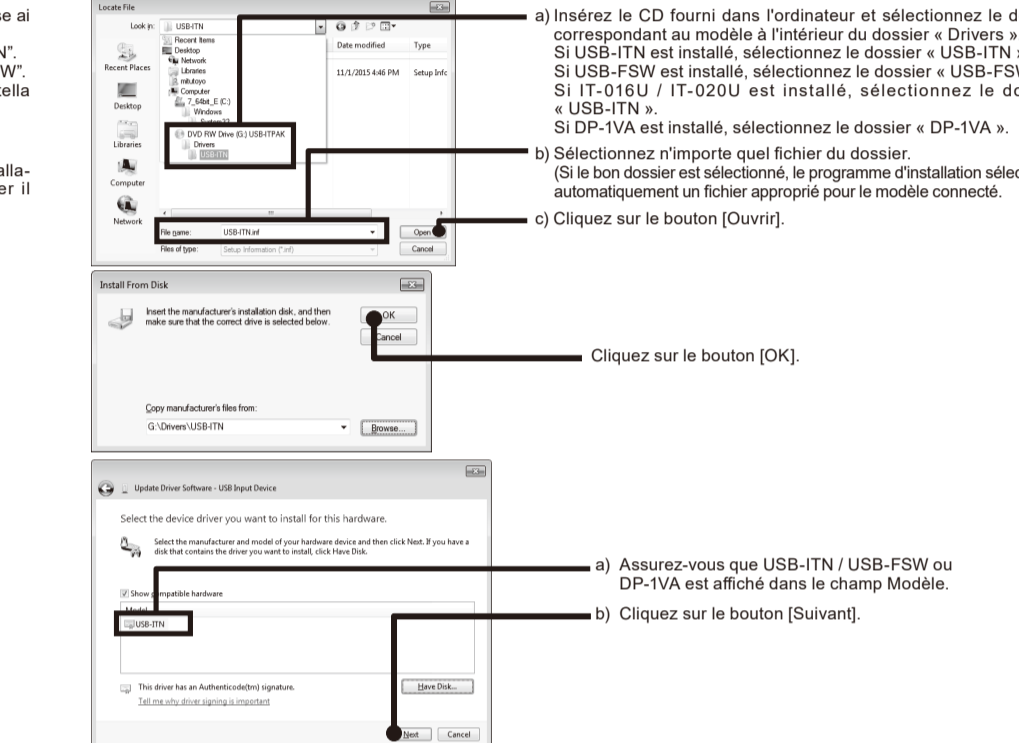 se ai
N”.
W”.
tella
alla-
er il
Locate File
Look in: USB-ITN
Recent Items
Desktop
Network
Libraries
mitutoyo
Computer
7_64bit_E (C:)
Windows
DVD RW Drive (G:) USB-ITPAK
Drivers
USB-ITN
Date modified Type
11/1/2015 4:46 PM Setup Info
Recent Places
Desktop
Libraries
Computer
Network
File name: USB-ITN.inf Open
Files of type: Setup Information (*.inf) Cancel
a) Insérez le CD fourni dans l'ordinateur et sélectionnez le d
correspondant au modèle à l'intérieur du dossier « Drivers »
Si USB-ITN est installé, sélectionnez le dossier « USB-ITN »
Si USB-FSW est installé, sélectionnez le dossier « USB-FSW
Si IT-016U / IT-020U est installé, sélectionnez le do
« USB-ITN ».
Si DP-1VA est installé, sélectionnez le dossier « DP-1VA ».
b) Sélectionnez n'importe quel fichier du dossier.
(Si le bon dossier est sélectionné, le programme d'installation sélec
automatiquement un fichier approprié pour le modèle connecté.
c) Cliquez sur le bouton [Ouvrir].
Install From Disk
Insert the manufacturer's installation disk, and then
make sure that the correct drive is selected below.
OK
Cancel
Copy manufacturer's files from:
G:\Drivers\USB-ITN
Browse...
Cliquez sur le bouton [OK].
Update Driver Software - USB Input Device
Select the device driver you want to install for this hardware.
Select the manufacturer and model of your hardware device and then click Next. If you have a
disk that contains the driver you want to install, click Have Disk.
Show compatible hardware
Model
USB-ITN
This driver has an Authenticode(tm) signature.
Tell me why driver signing is important
Have Disk...
Next Cancel
a) Assurez-vous que USB-ITN / USB-FSW ou
DP-1VA est affiché dans le champ Modèle.
b) Cliquez sur le bouton [Suivant].